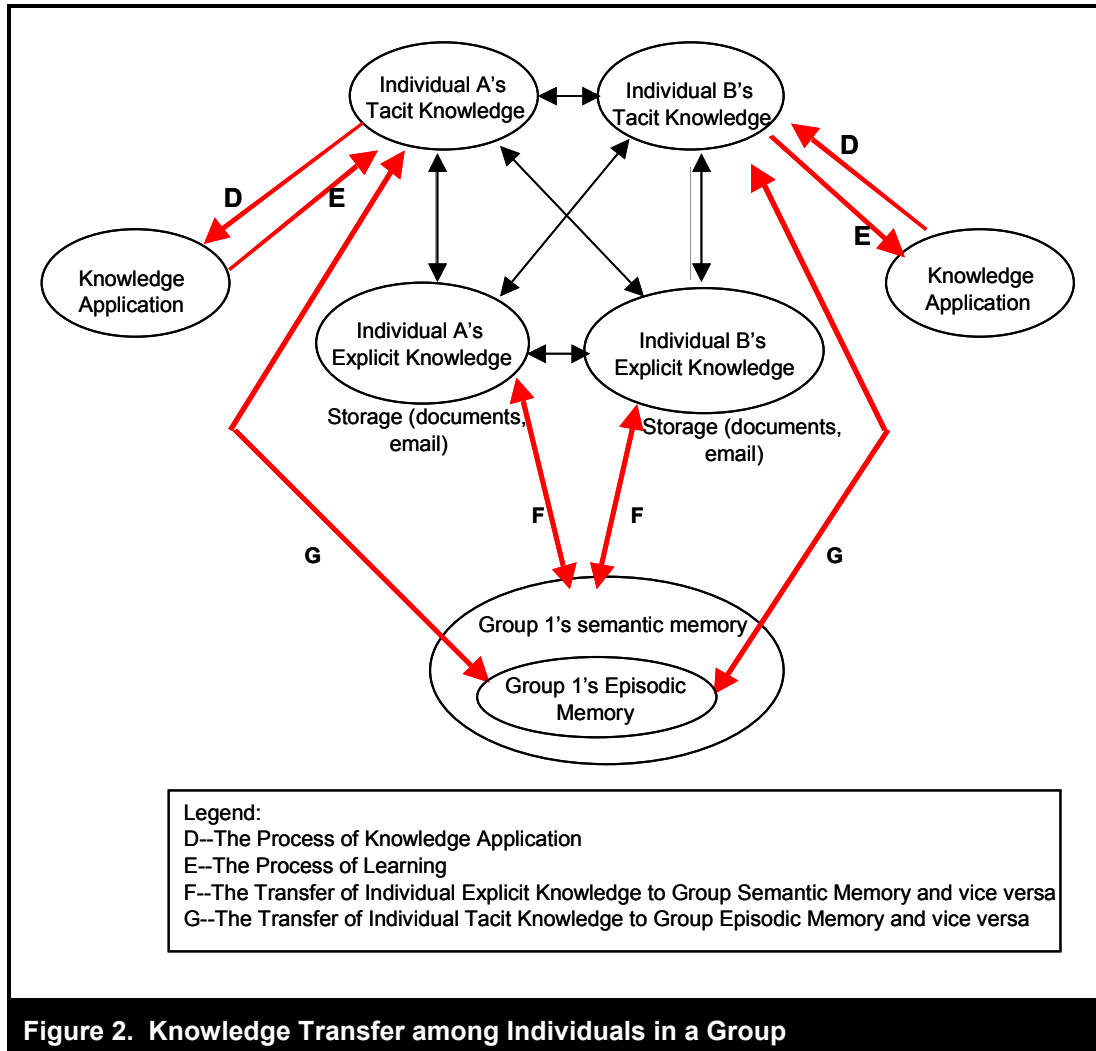 Individual A's
Tacit Knowledge
Individual B's
Tacit Knowledge
D
E
D
E
Knowledge
Application
Knowledge
Application
Individual A's
Explicit Knowledge
Individual B's
Explicit Knowledge
Storage (documents,
email)
Storage (documents,
email)
F
F
G
G
Group 1's semantic memory
Group 1's Episodic
Memory
Legend:
D--The Process of Knowledge Application
E--The Process of Learning
F--The Transfer of Individual Explicit Knowledge to Group Semantic Memory and vice versa
G--The Transfer of Individual Tacit Knowledge to Group Episodic Memory and vice versa
Figure 2. Knowledge Transfer among Individuals in a Group